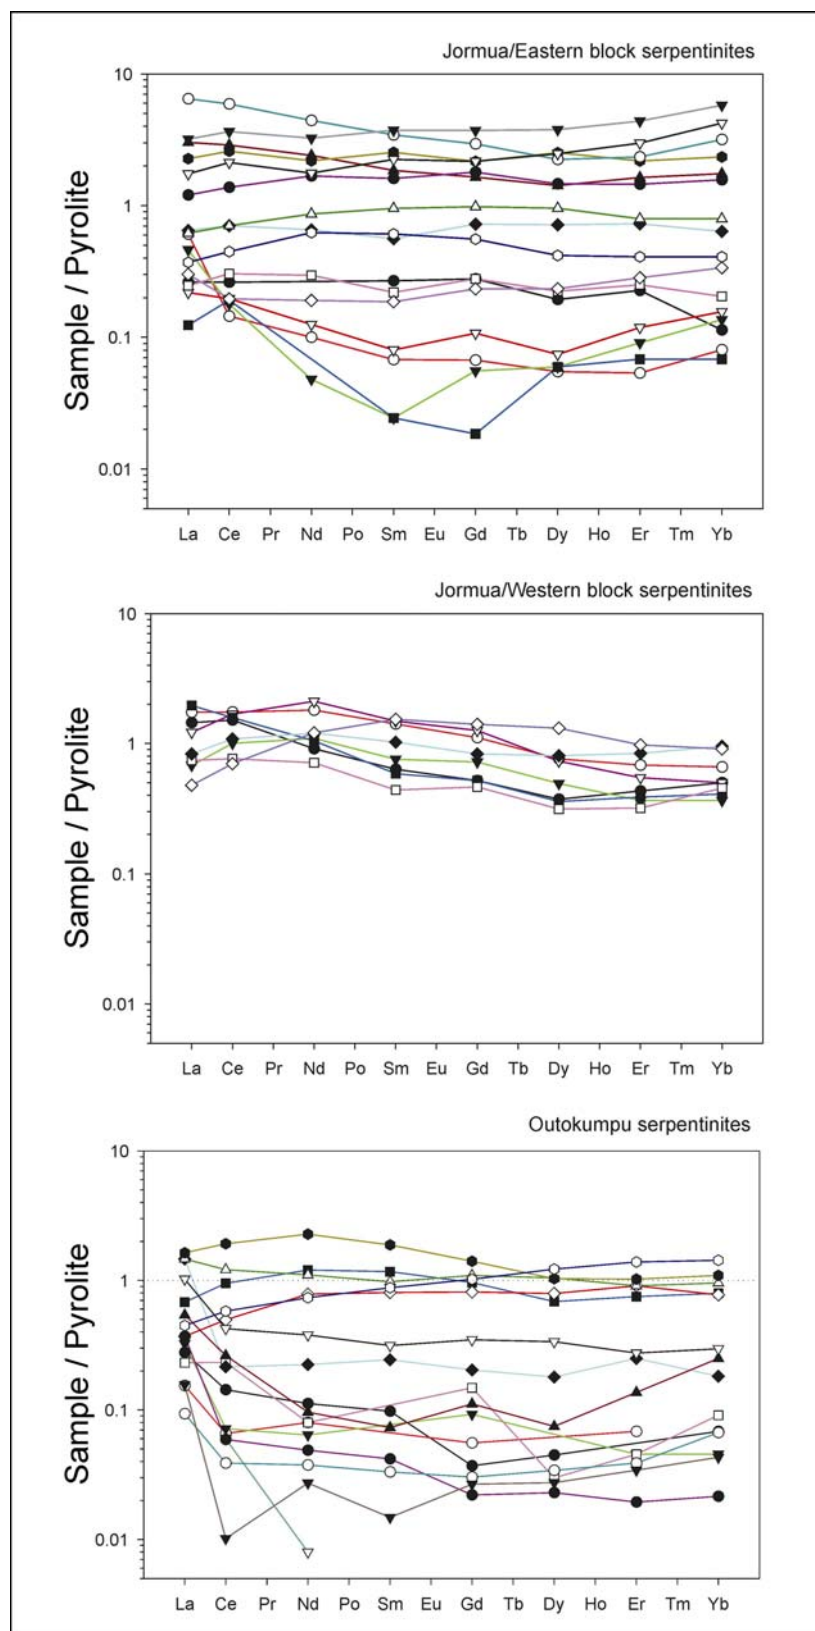 Jormua/Eastern block serpentinites
10
1
0.1
0.01
Sample / Pyrolite
La Ce Pr Nd Po Sm Eu Gd Tb Dy Ho Er Tm Yb
Jormua/Western block serpentinites
10
1
0.1
0.01
Sample / Pyrolite
La Ce Pr Nd Po Sm Eu Gd Tb Dy Ho Er Tm Yb
Outokumpu serpentinites
10
1
0.1
0.01
Sample / Pyrolite
La Ce Pr Nd Po Sm Eu Gd Tb Dy Ho Er Tm Yb